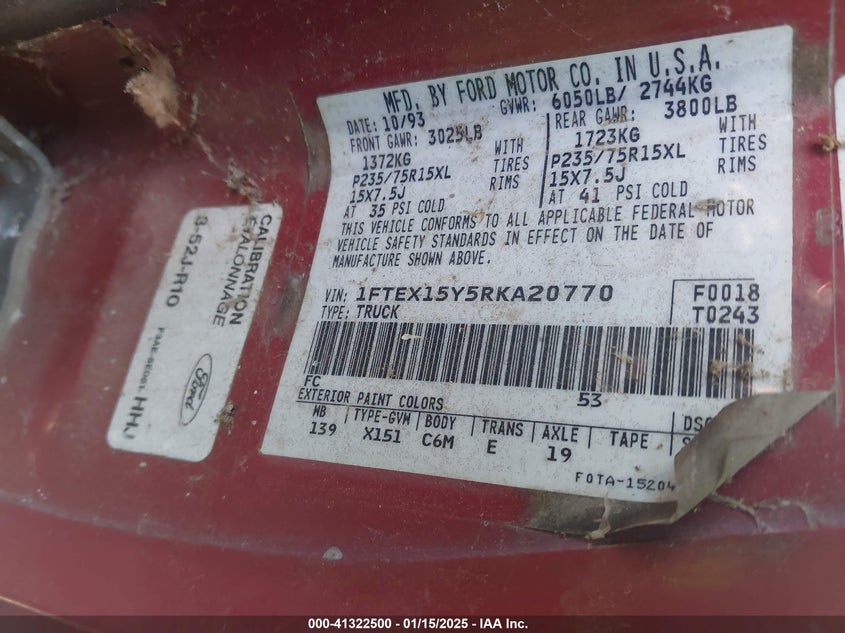 MFD. BY FORD MOTOR CO. IN U.S.A.
DATE: 10/93 GVWR: 6050LB/ 2744KG
FRONT GAWR: 3025LB REAR GAWR: 3800LB
1372KG WITH 1723KG WITH
P235/75R15XL TIRES P235/75R15XL TIRES
15X7.5J RIMS 15X7.5J RIMS
AT 35 PSI COLD AT 41 PSI COLD
THIS VEHICLE CONFORMS TO ALL APPLICABLE FEDERAL MOTOR
VEHICLE SAFETY STANDARDS IN EFFECT ON THE DATE OF
MANUFACTURE SHOWN ABOVE.
VIN: 1FTEX15Y5RKA20770 F0018
TYPE: TRUCK T0243
FC 53
EXTERIOR PAINT COLORS
WB TYPE-GVW BODY TRANS AXLE TAPE
139 X151 C6M E 19
F0TA-15204
CALIBRATION
ETALONNAGE
Ford
HHJ
000-41322500 - 01/15/2025 - IAA Inc.